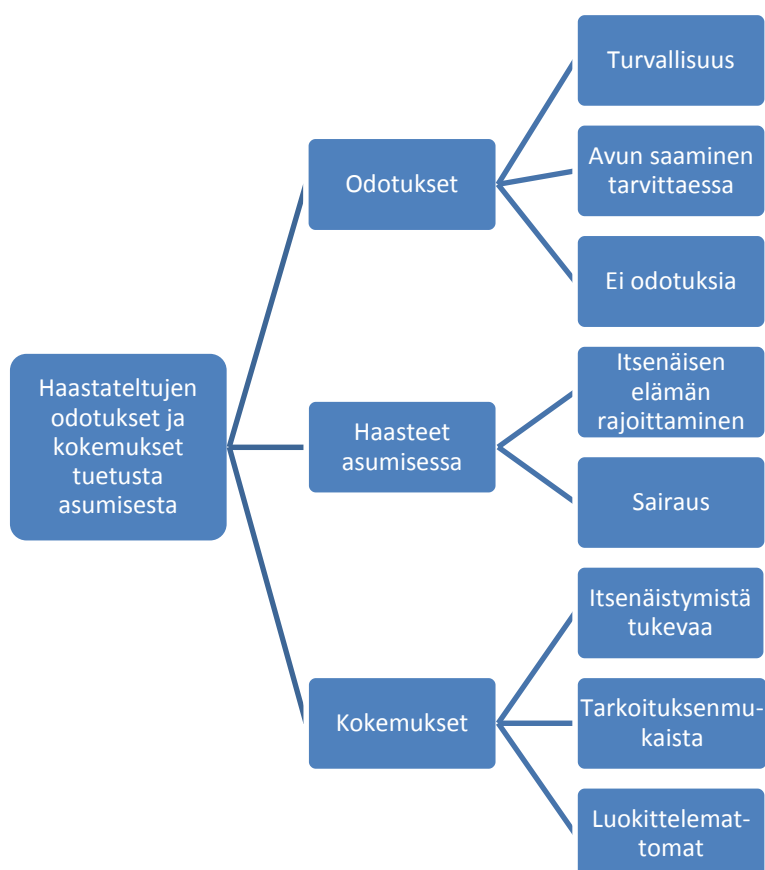 Haastateltujen
odotukset ja
kokemukset
tuetusta
asumisesta
Odotukset
Turvallisuus
Avun saaminen
tarvittaessa
Ei odotuksia
Haasteet
asumisessa
Itsenäisen
elämän
rajoittaminen
Sairaus
Kokemukset
Itsenäistymistä
tukevaa
Tarkoituksenmu-
kaista
Luokittelemat-
tomat